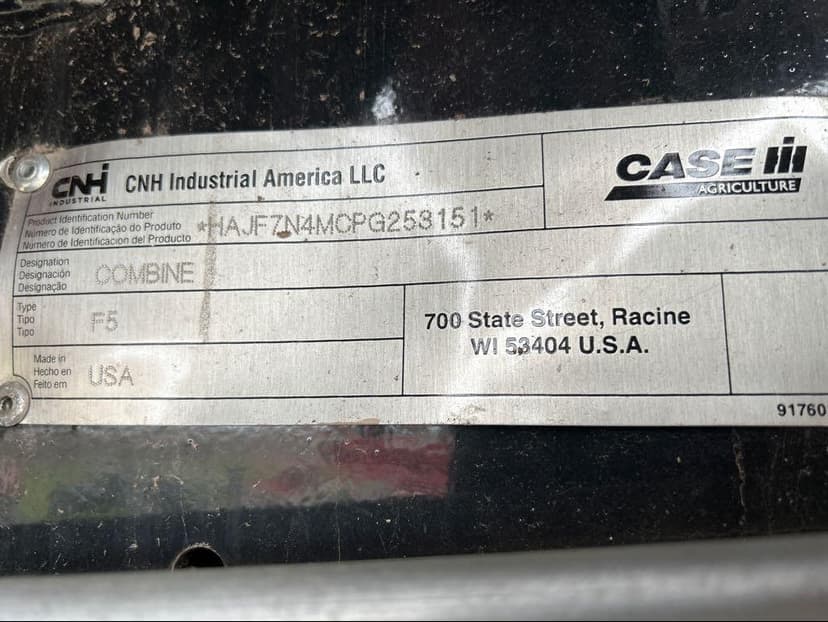 CNH
INDUSTRIAL
CNH Industrial America LLC
CASE IH
AGRICULTURE
Product Identification Number
Número de Identificação do Produto
Número de Identificacion del Producto
*HAJF7N4MCPG253151*
Designation
Designación
Designação
COMBINE
Type
Tipo
Tipo
F5
700 State Street, Racine
WI 53404 U.S.A.
Made in
Hecho en
Feito em
USA
91760